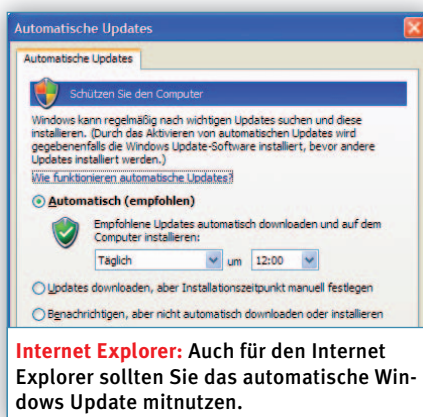 Automatische Updates
Automatische Updates
Schützen Sie den Computer
Windows kann regelmäßig nach wichtigen Updates suchen und diese
installieren. (Durch das Aktivieren von automatischen Updates wird
gegebenenfalls die Windows Update-Software installiert, bevor andere
Updates installiert werden.)
Wie funktionieren automatische Updates?
Automatisch (empfohlen)
Empfohlene Updates automatisch downloaden und auf dem
Computer installieren:
Täglich um 12:00
Updates downloaden, aber Installationszeitpunkt manuell festlegen
Benachrichtigen, aber nicht automatisch downloaden oder installieren
Internet Explorer: Auch für den Internet
Explorer sollten Sie das automatische Win-
dows Update mitnutzen.